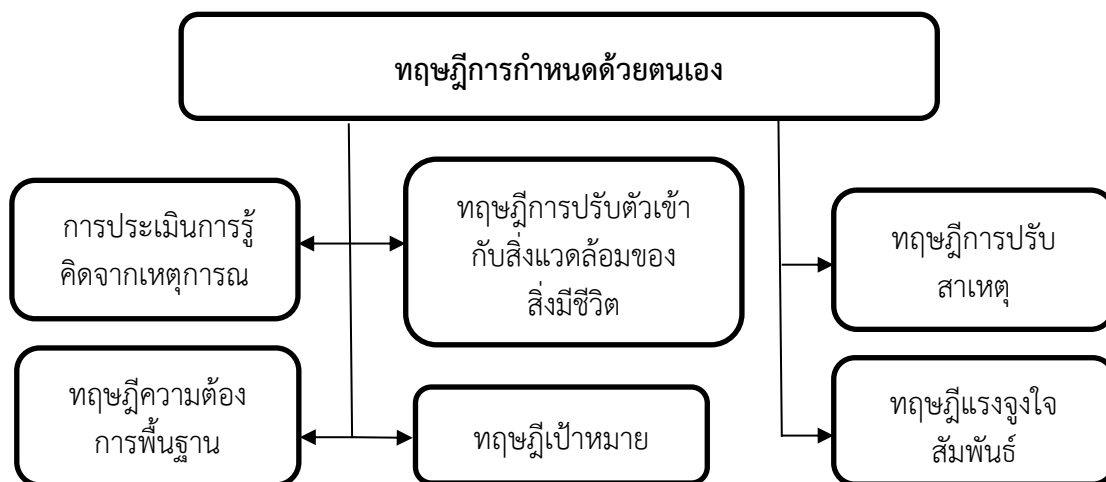 ทฤษฎีการกำหนดด้วยตนเอง
การประเมินการรู้
คิดจากเหตุการณ
ทฤษฎีการปรับตัวเข้า
กับสิ่งแวดล้อมของ
สิ่งมีชีวิต
ทฤษฎีการปรับ
สาเหตุ
ทฤษฎีความต้อง
การพื้นฐาน
ทฤษฎีเป้าหมาย
ทฤษฎีแรงจูงใจ
สัมพันธ์